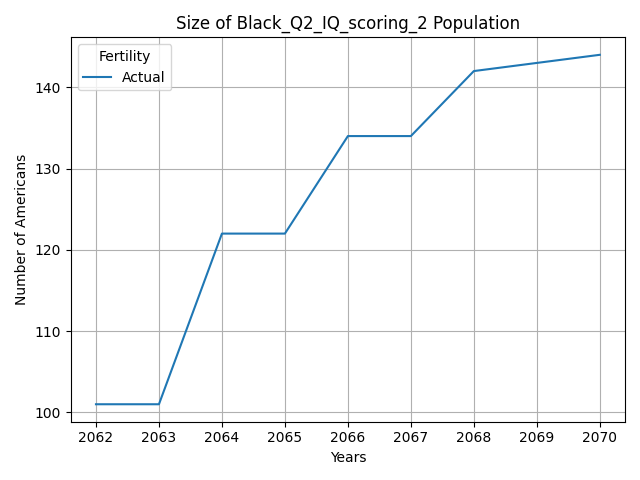 Size of Black_Q2_IQ_scoring_2 Population
Fertility
Actual
Number of Americans
140
130
120
110
100
2062 2063 2064 2065 2066 2067 2068 2069 2070
Years